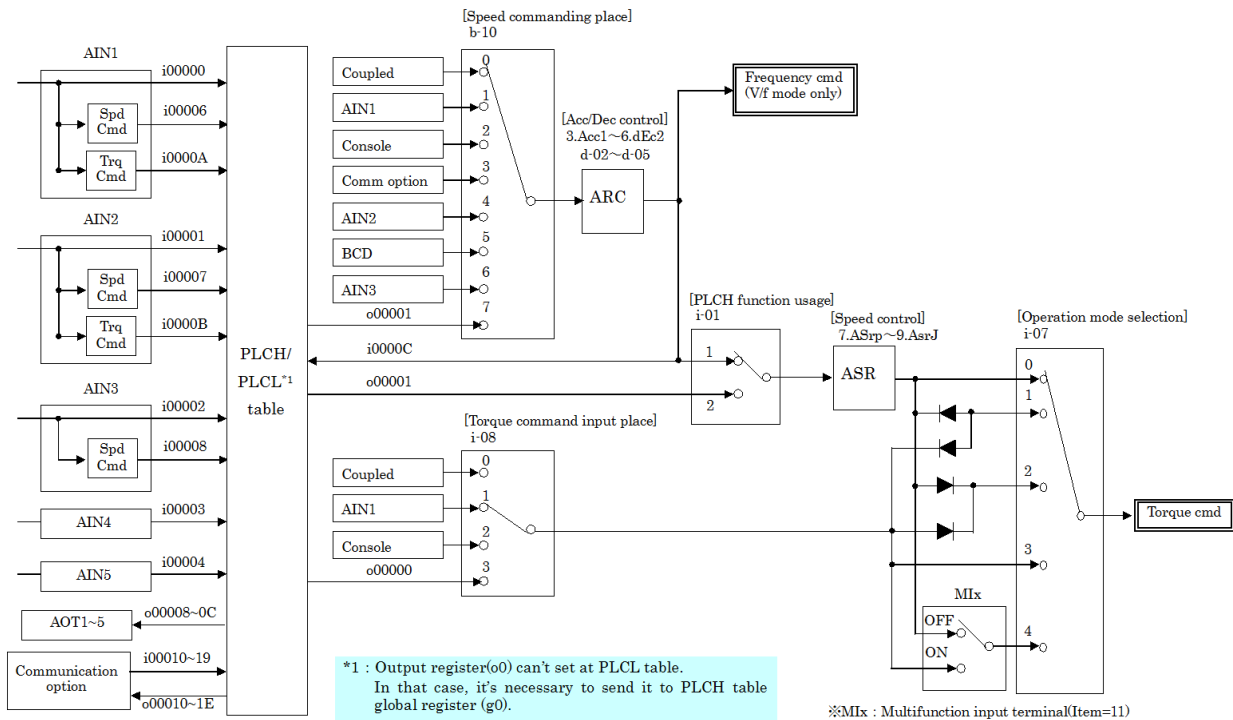 AIN1
i00000
Spd
Cmd
i00006
Trq
Cmd
i0000A
AIN2
i00001
Spd
Cmd
i00007
Trq
Cmd
i0000B
AIN3
i00002
Spd
Cmd
i00008
AIN4
i00003
AIN5
i00004
AOT1~5
o00008~0C
Communication
option
i00010~19
o00010~1E
PLCH/
PLCL*1
table
[Speed commanding place]
b-10
Coupled
0
AIN1
1
Console
2
Comm option
3
AIN2
4
BCD
5
AIN3
6
o00001
7
[Acc/Dec control]
3.Acc1～6.dEc2
d-02～d-05
ARC
Frequency cmd
(V/f mode only)
i0000C
o00001
[PLCH function usage]
i-01
1
2
[Speed control]
7.ASrp～9.AsrJ
ASR
[Operation mode selection]
i-07
0
1
2
3
4
Torque cmd
[Torque command input place]
i-08
Coupled
0
AIN1
1
Console
2
o00000
3
MIx
OFF
ON
*1 : Output register(o0) can't set at PLCL table.
In that case, it's necessary to send it to PLCH table
global register (g0).
※MIx : Multifunction input terminal(Item=11)